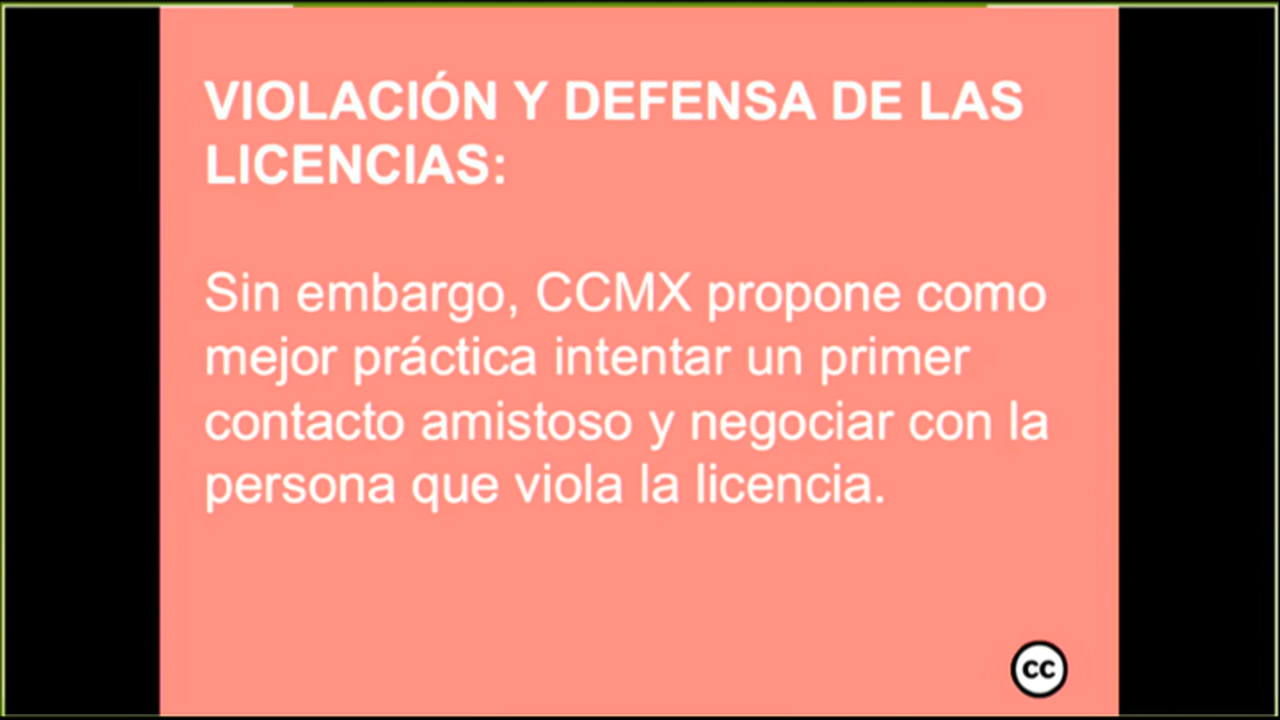 VIOLACIÓN Y DEFENSA DE LAS
LICENCIAS:
Sin embargo, CCMX propone como
mejor práctica intentar un primer
contacto amistoso y negociar con la
persona que viola la licencia.
cc